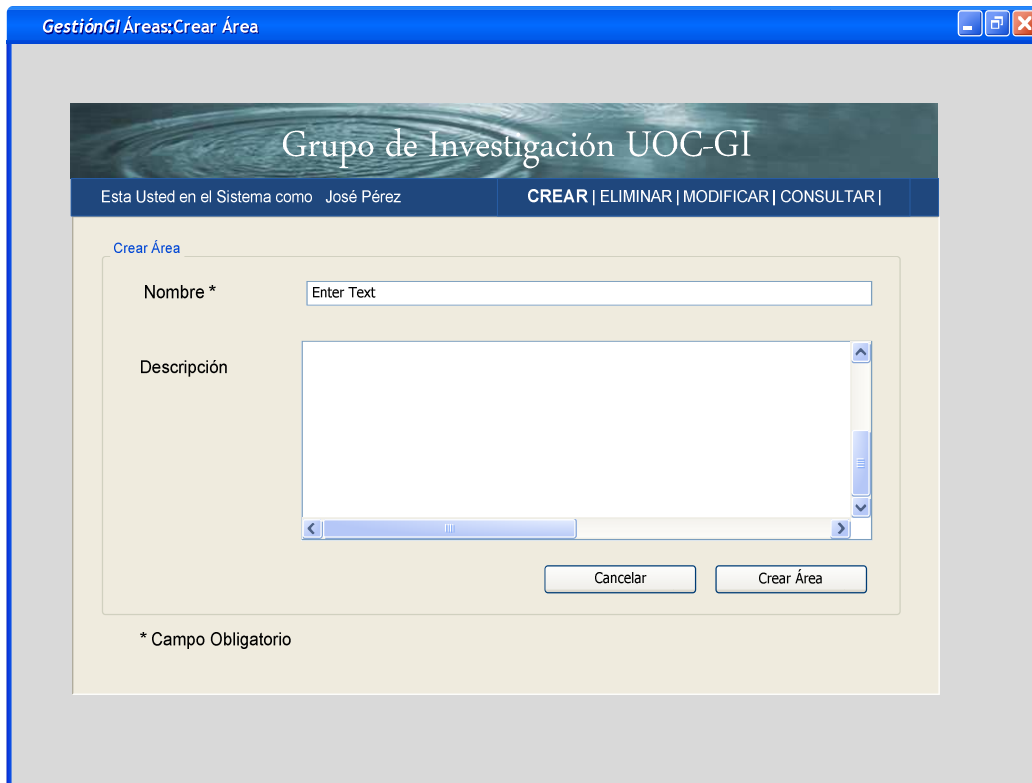 GestiónGI Áreas:Crear Área
Grupo de Investigación UOC-GI
Esta Usted en el Sistema como José Pérez
CREAR | ELIMINAR | MODIFICAR | CONSULTAR |
Crear Área
Nombre *
Enter Text
Descripción
Cancelar
Crear Área
* Campo Obligatorio